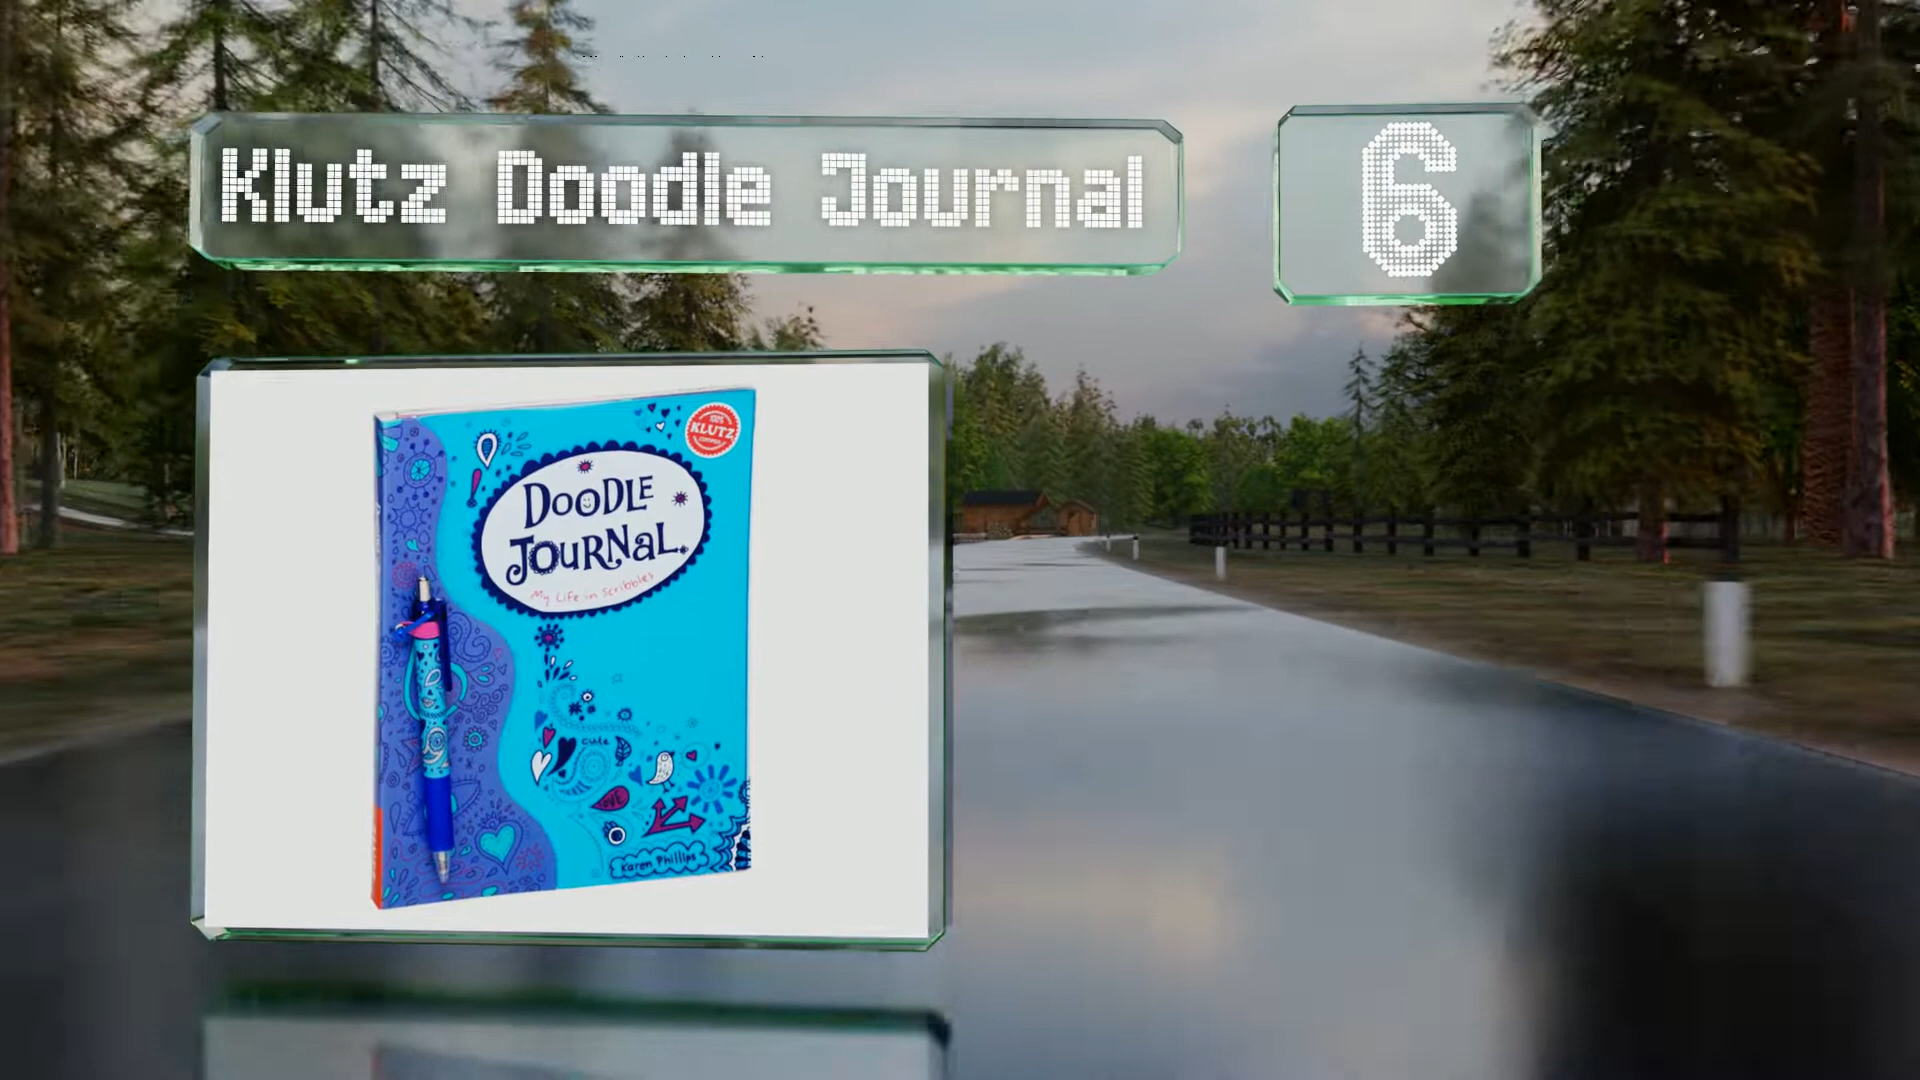 Klutz Doodle Journal
6
KLUTZ
DOODLE
JOURNAL
My Life in Scribbles
cute
LOVE
Karen Phillips